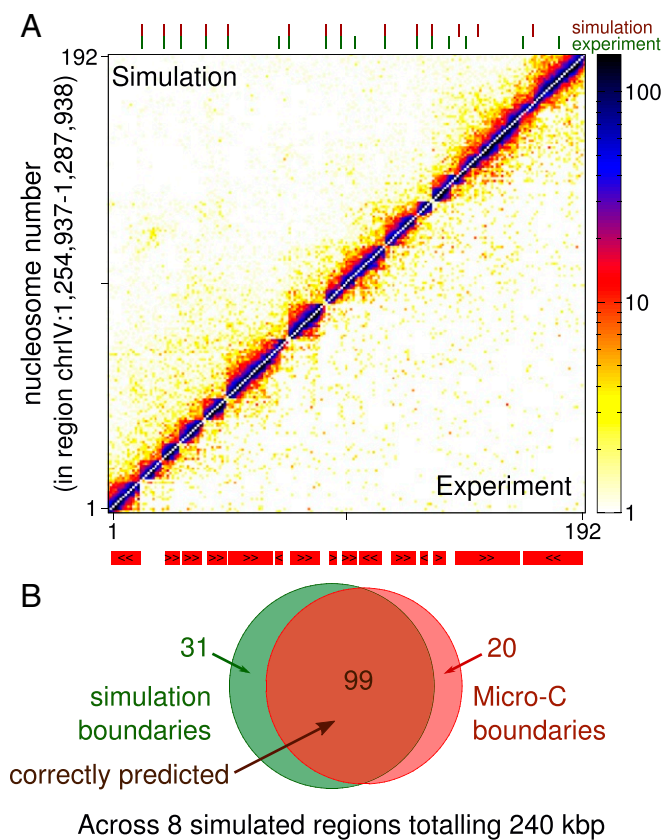 A
simulation
experiment
192
Simulation
100
nucleosome number
(in region chrIV:1,254,937-1,287,938)
10
Experiment
1
1
1
192
<<
>>
>>
>>
>>
<
>>
>
>>
<<
>>
<
>
>>
<<
B
31
20
99
simulation
boundaries
Micro-C
boundaries
correctly predicted
Across 8 simulated regions totalling 240 kbp